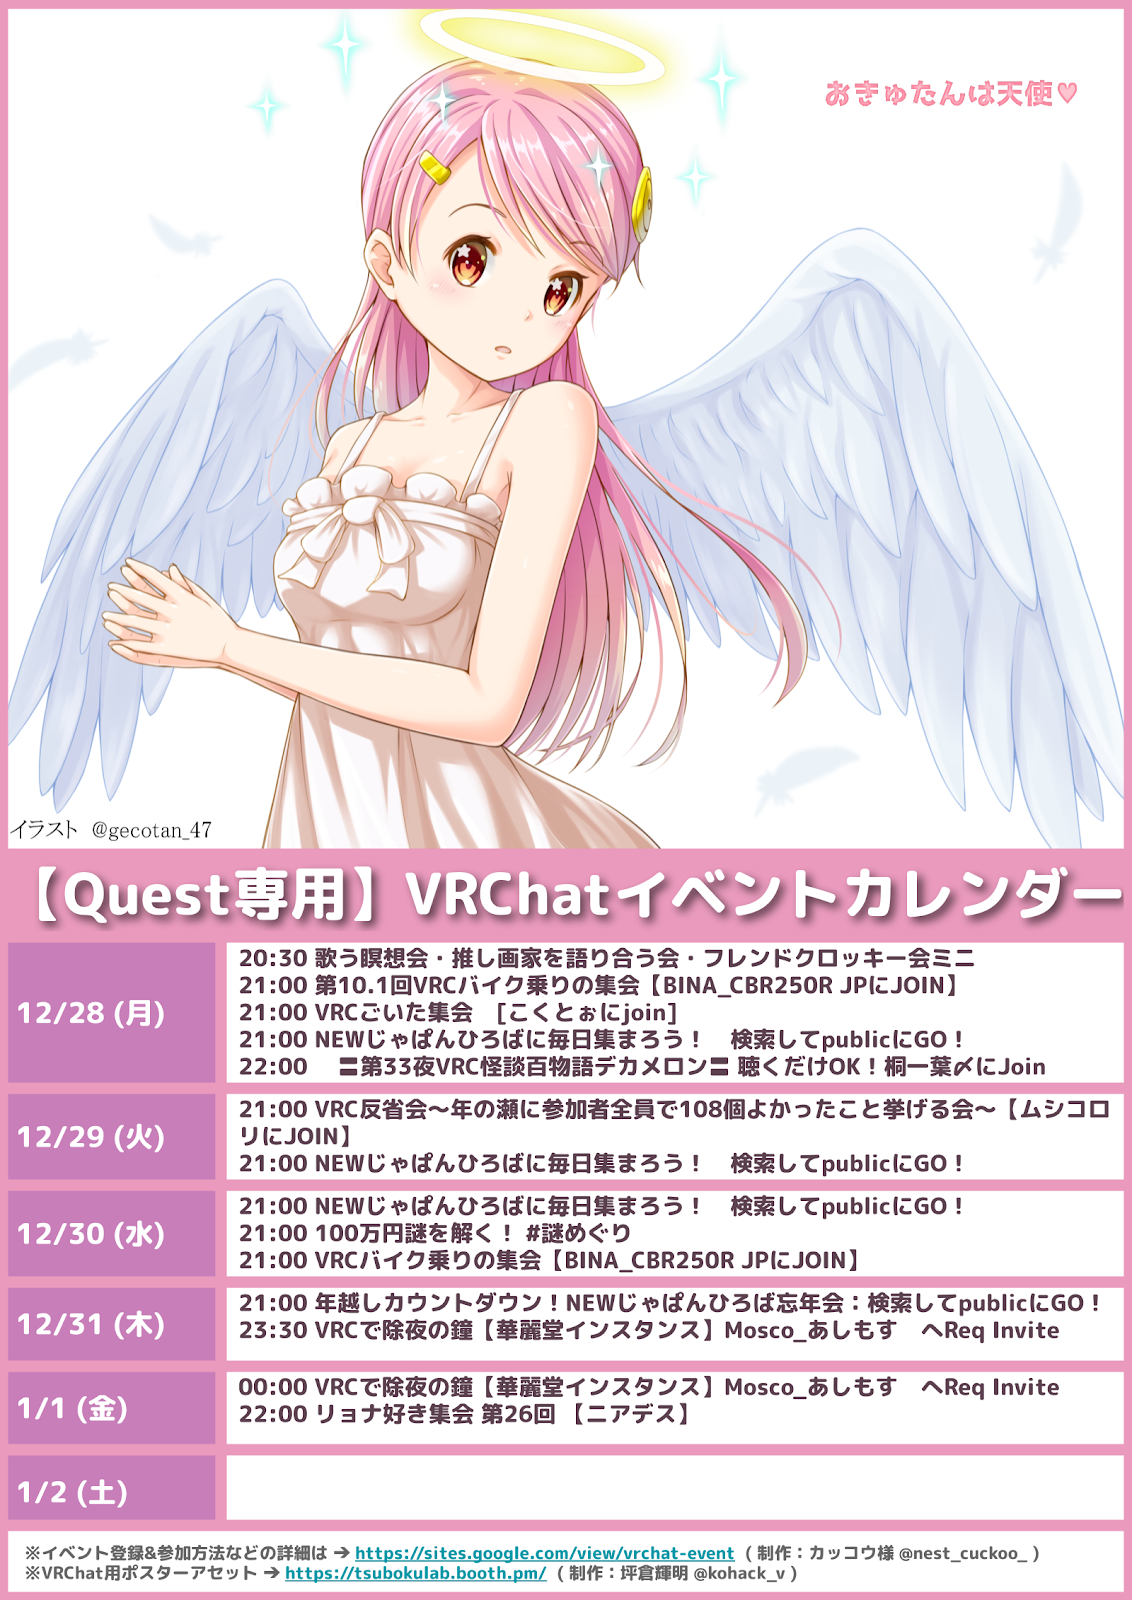 おきゅたんは天使♥
イラスト @gecotan_47
【Quest専用】VRChatイベントカレンダー
12/28 (月)
20:30 歌う瞑想会・推し画家を語り合う会・フレンドクロッキー会ミニ
21:00 第10.1回VRCバイク乗りの集会【BINA_CBR250R JPにJOIN】
21:00 VRCごいた集会　[こくとぉにjoin]
21:00 NEWじゃぱんひろばに毎日集まろう！　検索してpublicにGO！
22:00 　〓第33夜VRC怪談百物語デカメロン〓 聴くだけOK！桐一葉〆にJoin
12/29 (火)
21:00 VRC反省会～年の瀬に参加者全員で108個よかったこと挙げる会～【ムシコロ
リにJOIN】
21:00 NEWじゃぱんひろばに毎日集まろう！　検索してpublicにGO！
12/30 (水)
21:00 NEWじゃぱんひろばに毎日集まろう！　検索してpublicにGO！
21:00 100万円謎を解く！ #謎めぐり
21:00 VRCバイク乗りの集会【BINA_CBR250R JPにJOIN】
12/31 (木)
21:00 年越しカウントダウン！NEWじゃぱんひろば忘年会：検索してpublicにGO！
23:30 VRCで除夜の鐘【華麗堂インスタンス】Mosco_あしもす　へReq Invite
1/1 (金)
00:00 VRCで除夜の鐘【華麗堂インスタンス】Mosco_あしもす　へReq Invite
22:00 リョナ好き集会 第26回 【ニアデス】
1/2 (土)
※イベント登録&参加方法などの詳細は → https://sites.google.com/view/vrchat-event ( 制作：カッコウ様 @nest_cuckoo_ )
※VRChat用ポスターアセット → https://tsubokulab.booth.pm/ ( 制作：坪倉輝明 @kohack_v )